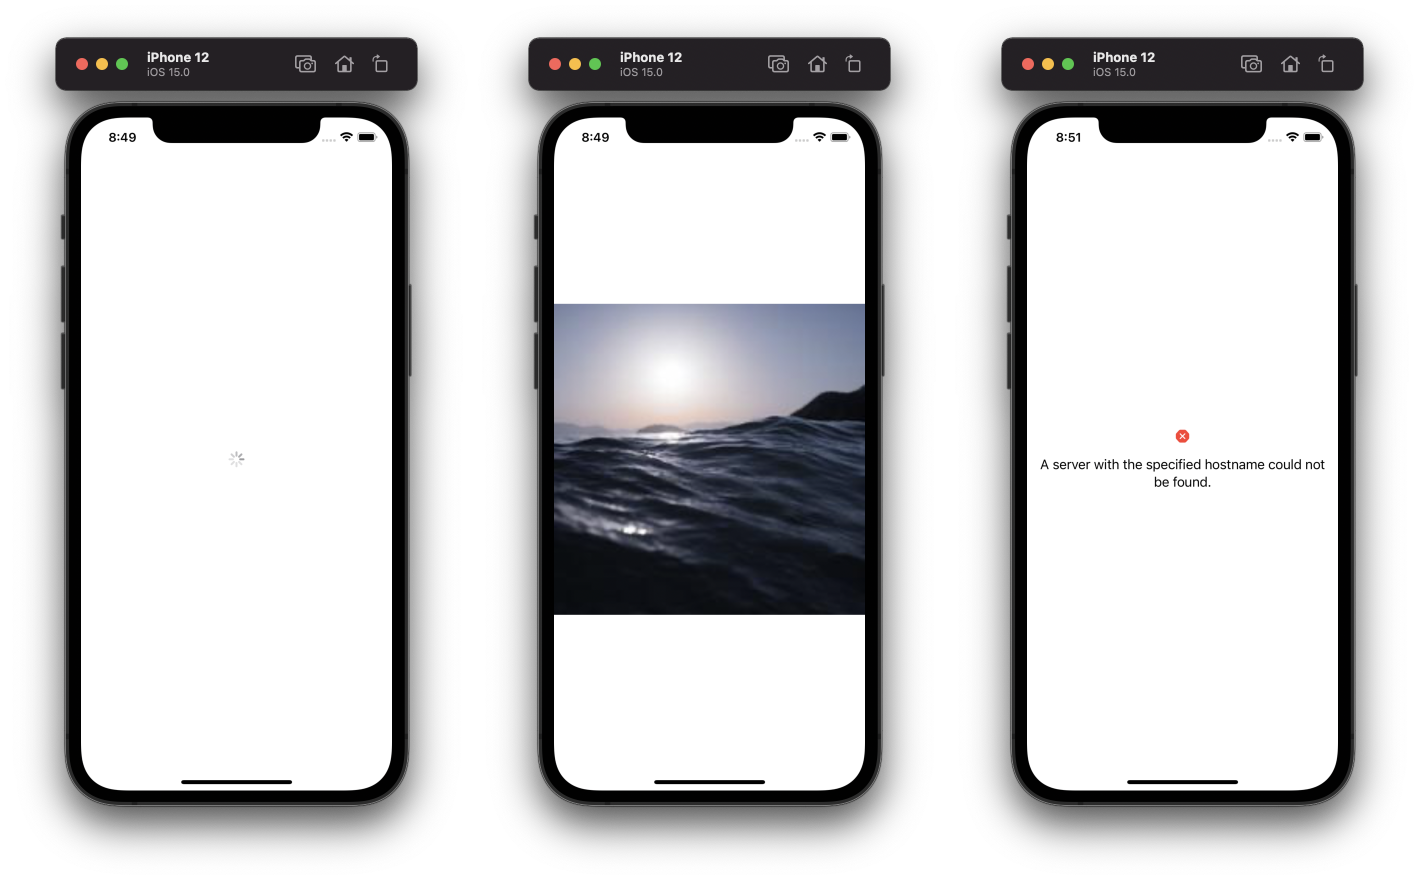 iPhone 12
iOS 15.0
8:49
iPhone 12
iOS 15.0
8:49
iPhone 12
iOS 15.0
8:51
A server with the specified hostname could not
be found.